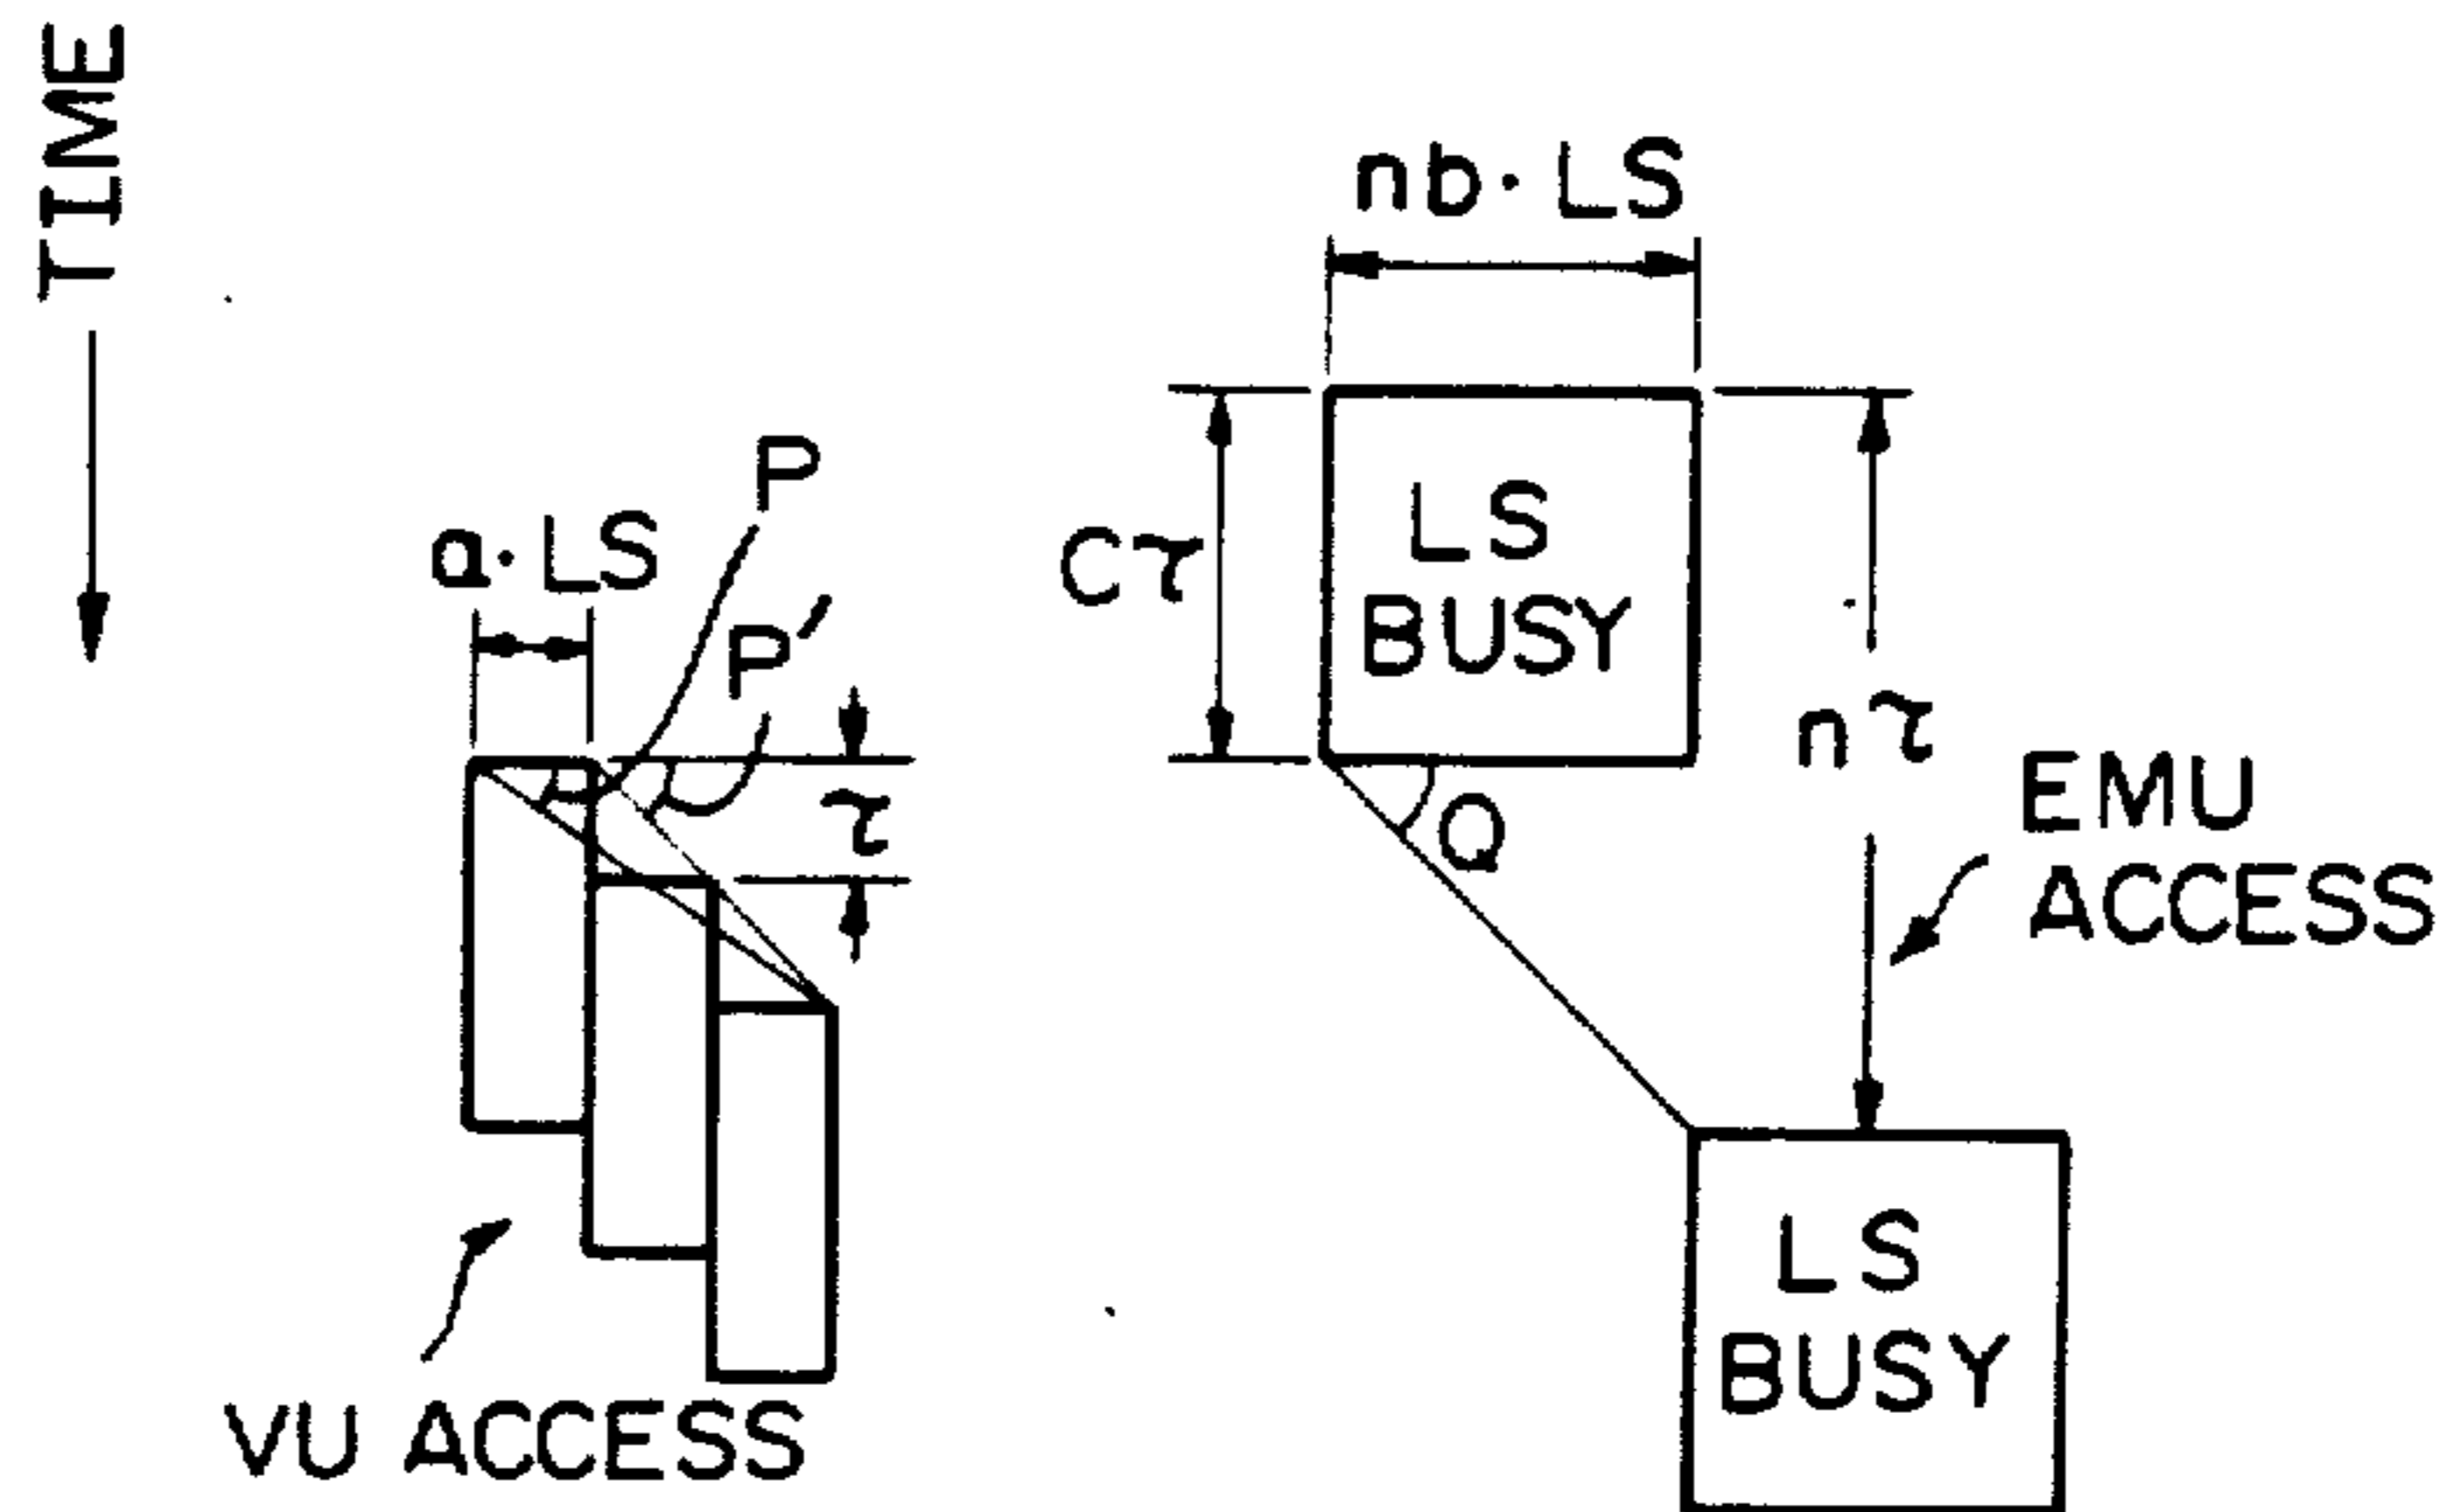 TIME
nb·LS
P
a·LS
P′
Cτ
LS
BUSY
nτ
τ
Q
EMU
ACCESS
LS
BUSY
VU ACCESS